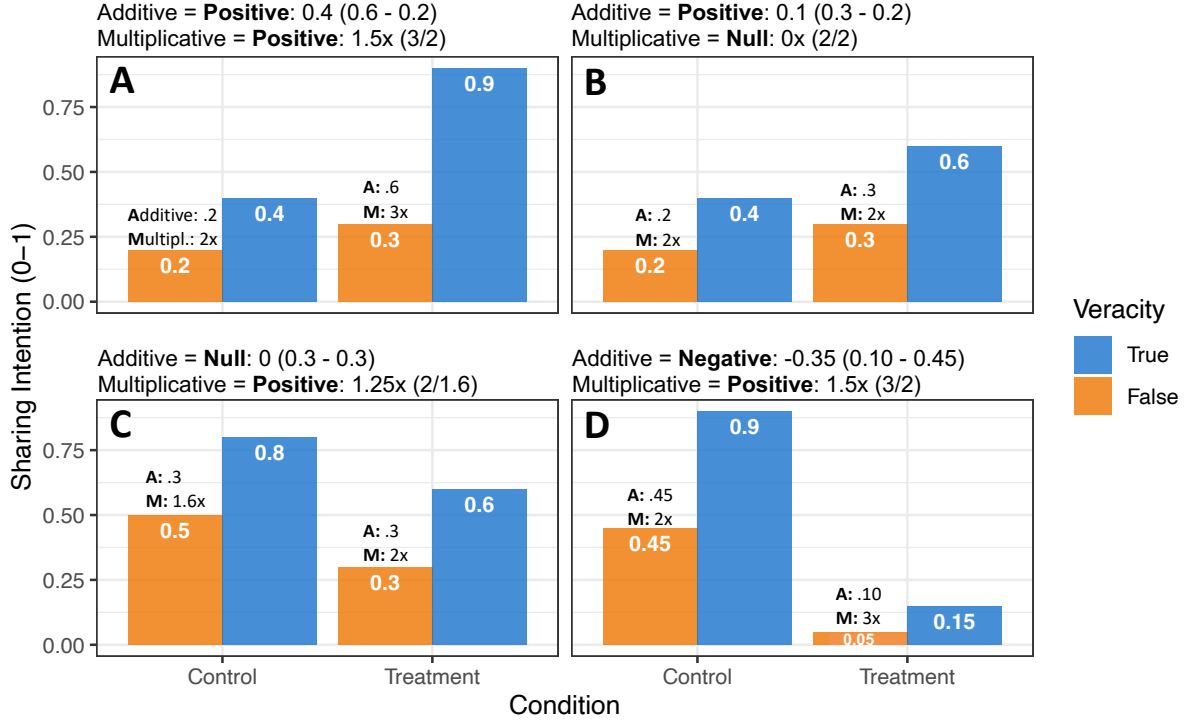 Additive = Positive: 0.4 (0.6 - 0.2)
Multiplicative = Positive: 1.5x (3/2)
A
0.75
0.50
0.25
0.00
Additive: .2
Multipl.: 2x
0.2
0.4
A: .6
M: 3x
0.3
0.9
Additive = Positive: 0.1 (0.3 - 0.2)
Multiplicative = Null: 0x (2/2)
B
A: .2
M: 2x
0.2
0.4
A: .3
M: 2x
0.3
0.6
Sharing Intention (0–1)
Additive = Null: 0 (0.3 - 0.3)
Multiplicative = Positive: 1.25x (2/1.6)
C
0.75
0.50
0.25
0.00
A: .3
M: 1.6x
0.5
0.8
A: .3
M: 2x
0.3
0.6
Control
Treatment
Additive = Negative: -0.35 (0.10 - 0.45)
Multiplicative = Positive: 1.5x (3/2)
D
A: .45
M: 2x
0.45
0.9
A: .10
M: 3x
0.05
0.15
Control
Treatment
Condition
Veracity
True
False